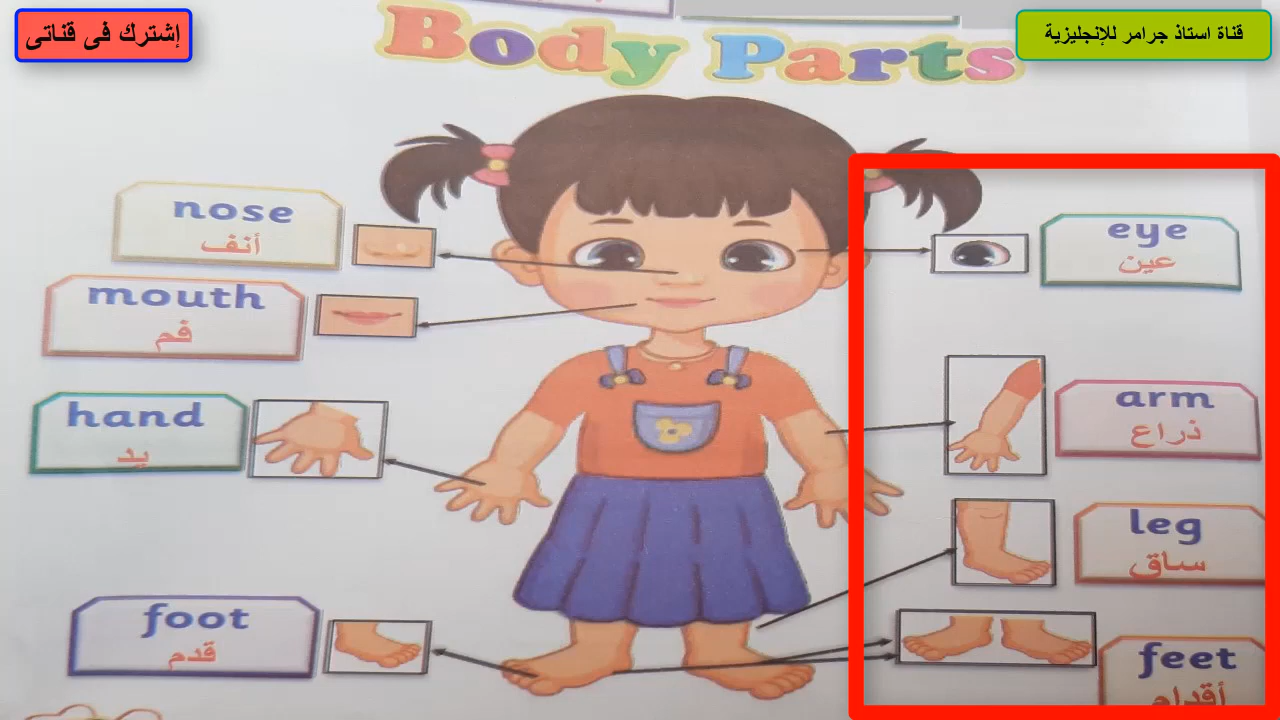 إشترك فى قناتى
قناة استاذ جرامر للإنجليزية
Body Parts
nose
أنف
mouth
فم
hand
يد
foot
قدم
eye
عين
arm
ذراع
leg
ساق
feet
أقدام